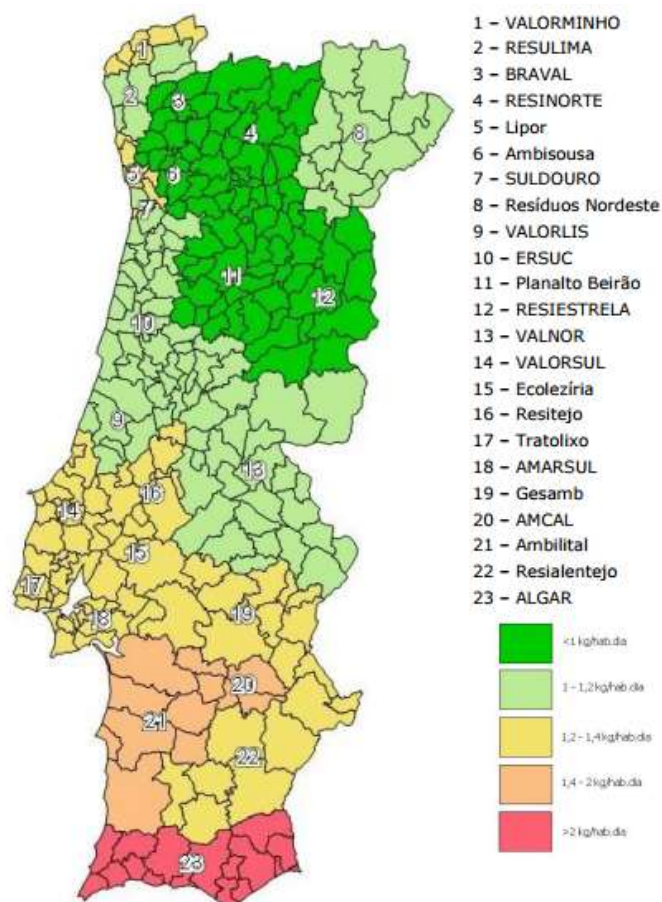 1 – VALORMINHO
2 – RESULIMA
3 – BRAVAL
4 – RESINORTE
5 – Lipor
6 – Ambisousa
7 – SULDOURO
8 – Resíduos Nordeste
9 – VALORLIS
10 – ERSUC
11 – Planalto Beirão
12 – RESIESTRELA
13 – VALNOR
14 – VALORSUL
15 – Ecolezíria
16 – Resitejo
17 – Tratolixo
18 – AMARSUL
19 – Gesamb
20 – AMCAL
21 – Ambilital
22 – Resialentejo
23 – ALGAR
<1 kg/hab.dia
1 – 1,2 kg/hab.dia
1,2 – 1,4 kg/hab.dia
1,4 – 2 kg/hab.dia
>2 kg/hab.dia
1
2
3
4
8
5
6
7
11
12
10
9
13
16
14
15
17
18
19
20
21
22
23